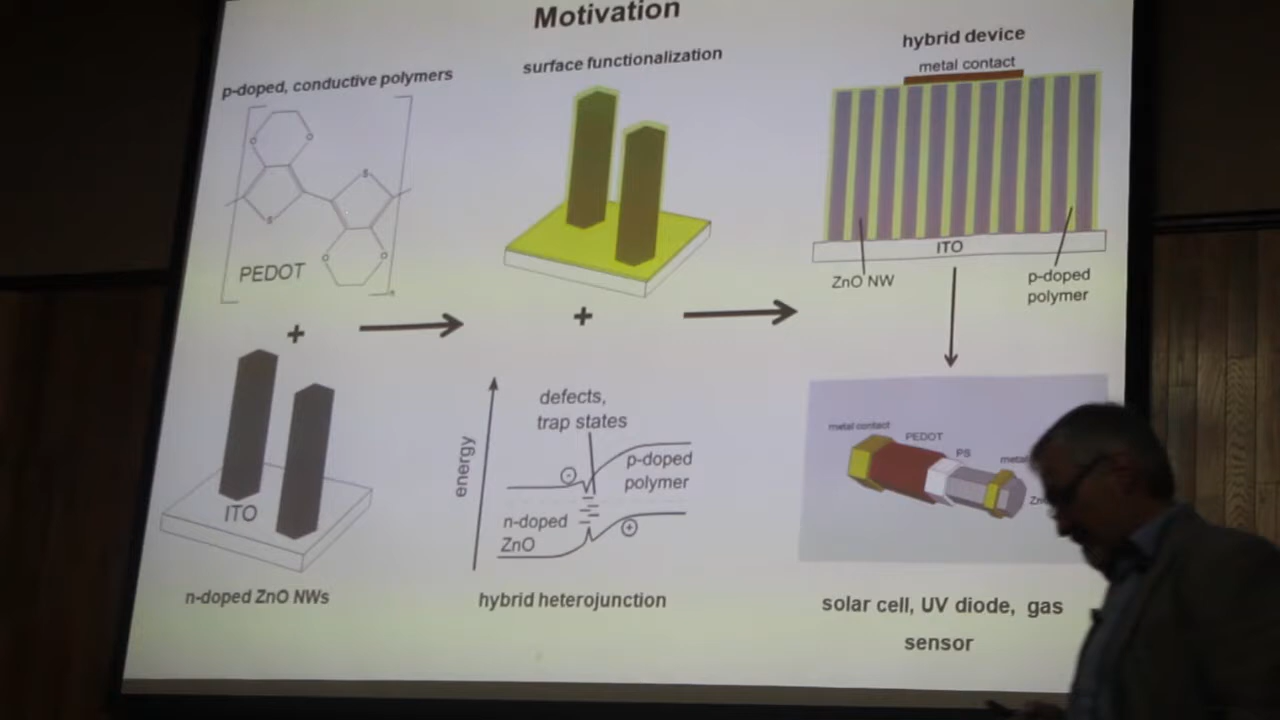 Motivation
p-doped, conductive polymers
S
S
O
O
O
O
PEDOT
+
ITO
n-doped ZnO NWs
surface functionalization
+
energy
defects,
trap states
-
p-doped
polymer
n-doped
ZnO
+
hybrid heterojunction
hybrid device
metal contact
ITO
ZnO NW
p-doped
polymer
metal contact
PEDOT
PS
metal
solar cell, UV diode, gas
sensor